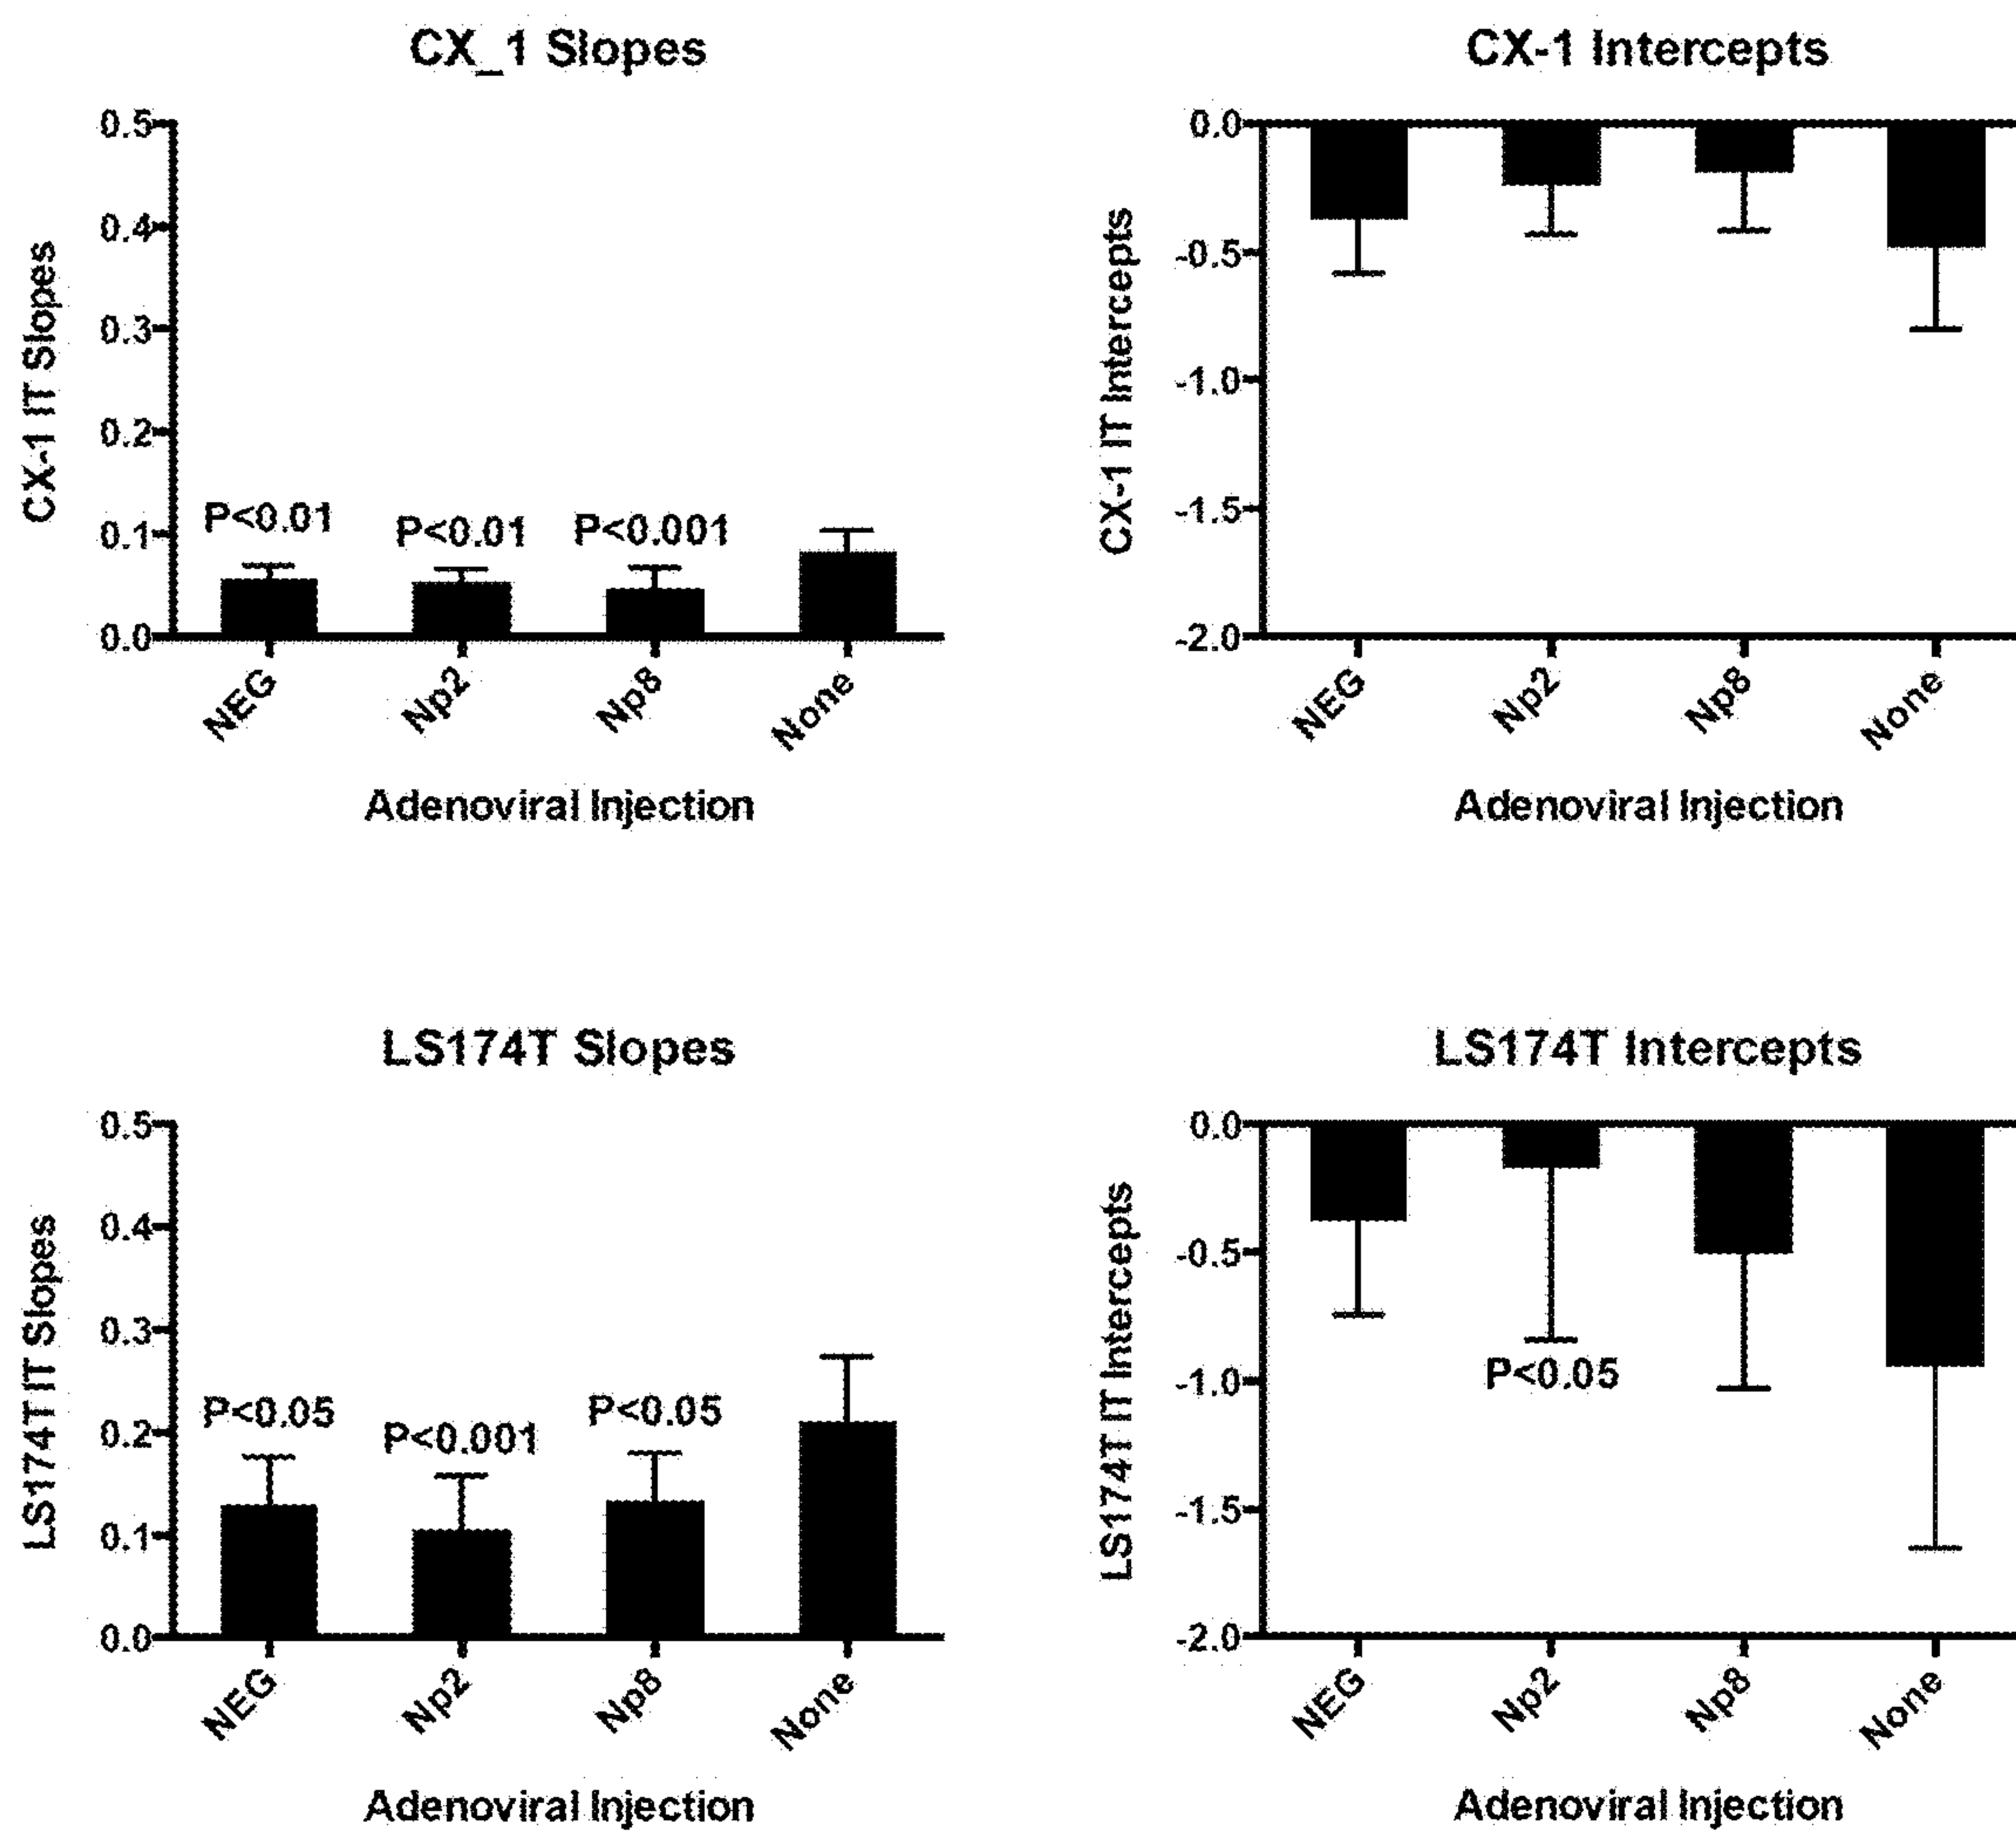 CX_1 Slopes
CX-1 IT Slopes
0.5
0.4
0.3
0.2
0.1
0.0
P<0.01
P<0.01
P<0.001
NEG
Np2
Np8
None
Adenoviral Injection
CX-1 Intercepts
CX-1 IT Intercepts
0.0
-0.5
-1.0
-1.5
-2.0
NEG
Np2
Np8
None
Adenoviral Injection
LS174T Slopes
LS174T IT Slopes
0.5
0.4
0.3
0.2
0.1
0.0
P<0.05
P<0.001
P<0.05
NEG
Np2
Np8
None
Adenoviral Injection
LS174T Intercepts
LS174T IT Intercepts
0.0
-0.5
-1.0
-1.5
-2.0
P<0.05
NEG
Np2
Np8
None
Adenoviral Injection